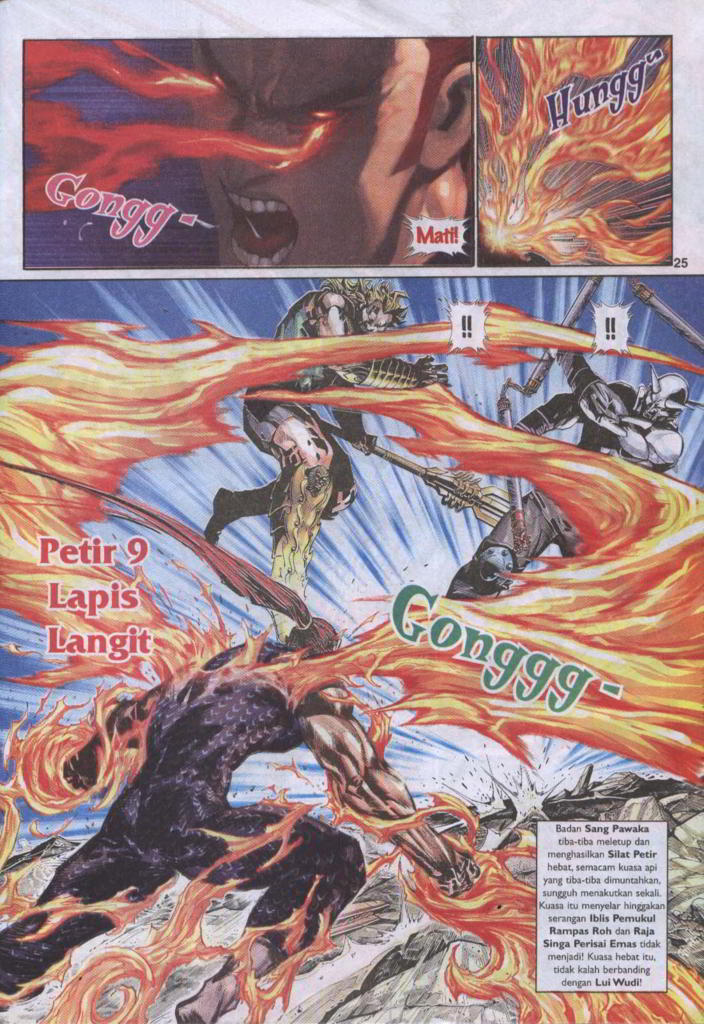 Gongg-
Mati!
Hungg"
25
!!
!!
Petir 9
Lapis
Langit
Gonggg-
Badan Sang Pawaka
tiba-tiba meletup dan
menghasilkan Silat Petir
hebat, semacam kuasa api
yang tiba-tiba dimuntahkan,
sungguh menakutkan sekali.
Kuasa itu menyelar hinggakan
serangan Iblis Pemukul
Rampas Roh dan Raja
Singa Perisai Emas tidak
menjadi! Kuasa hebat itu,
tidak kalah berbanding
dengan Lui Wudi!